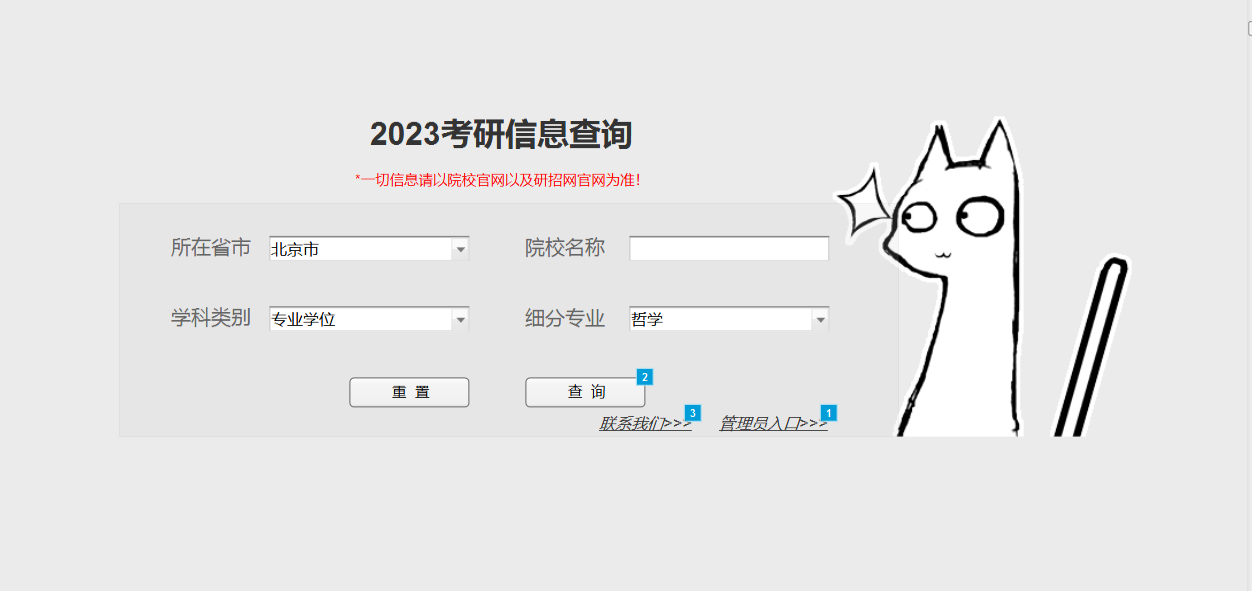 2023考研信息查询
*一切信息请以院校官网以及研招网官网为准!
所在省市 北京市 院校名称
学科类别 专业学位 细分专业 哲学
重 置 查 询 2
联系我们>>> 3 管理员入口>>> 1